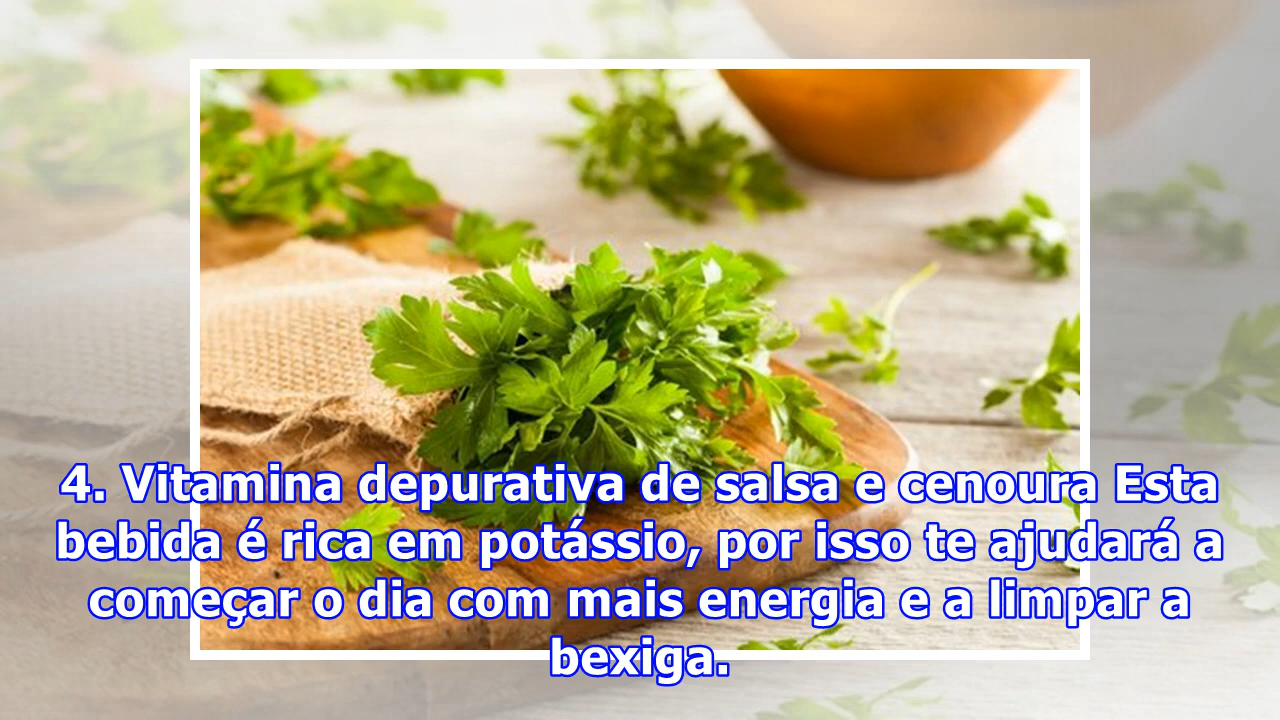 4. Vitamina depurativa de salsa e cenoura Esta
bebida é rica em potássio, por isso te ajudará a
começar o dia com mais energia e a limpar a
bexiga.